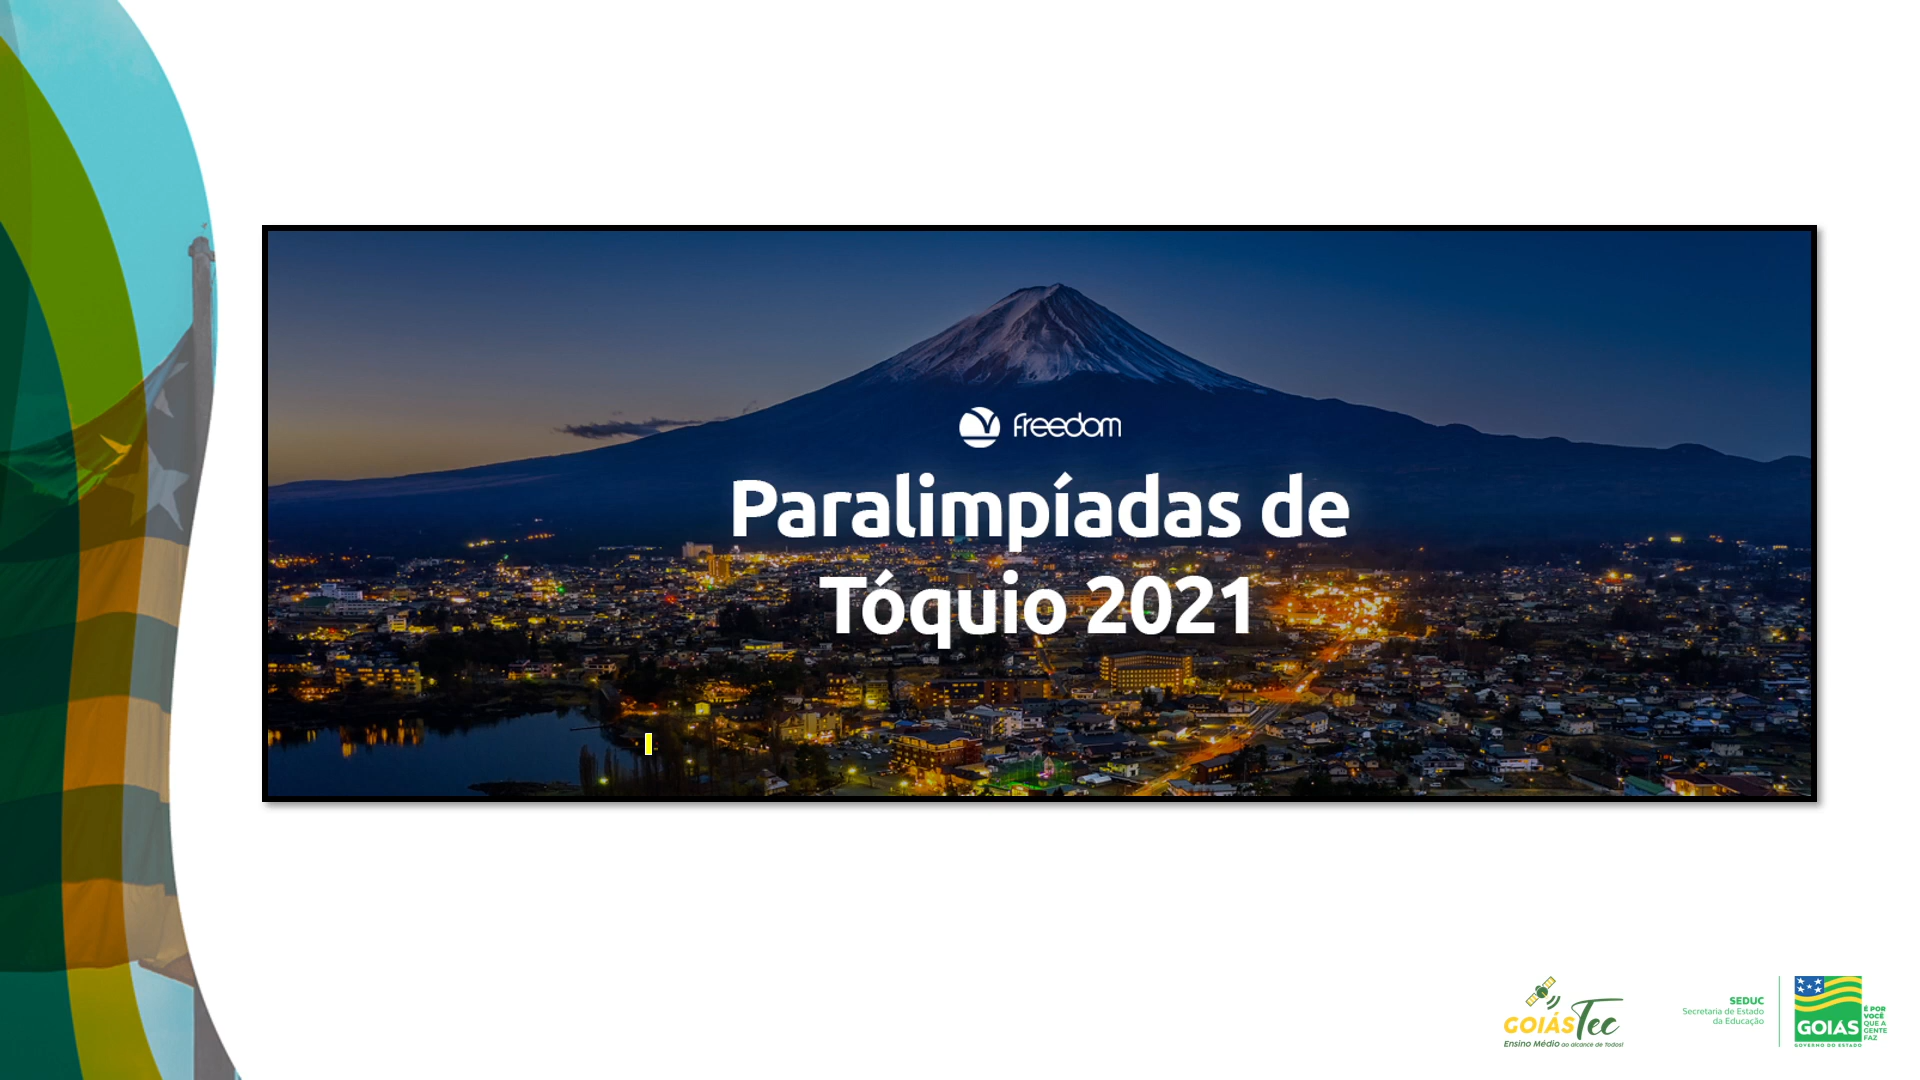 freedom
Paralimpíadas de
Tóquio 2021
GOIÁSTec
Ensino Médio ao alcance de Todos!
SEDUC
Secretaria de Estado
da Educação
GOIÁS
GOVERNO DO ESTADO
É POR
VOCÊ
QUE A
GENTE
FAZ